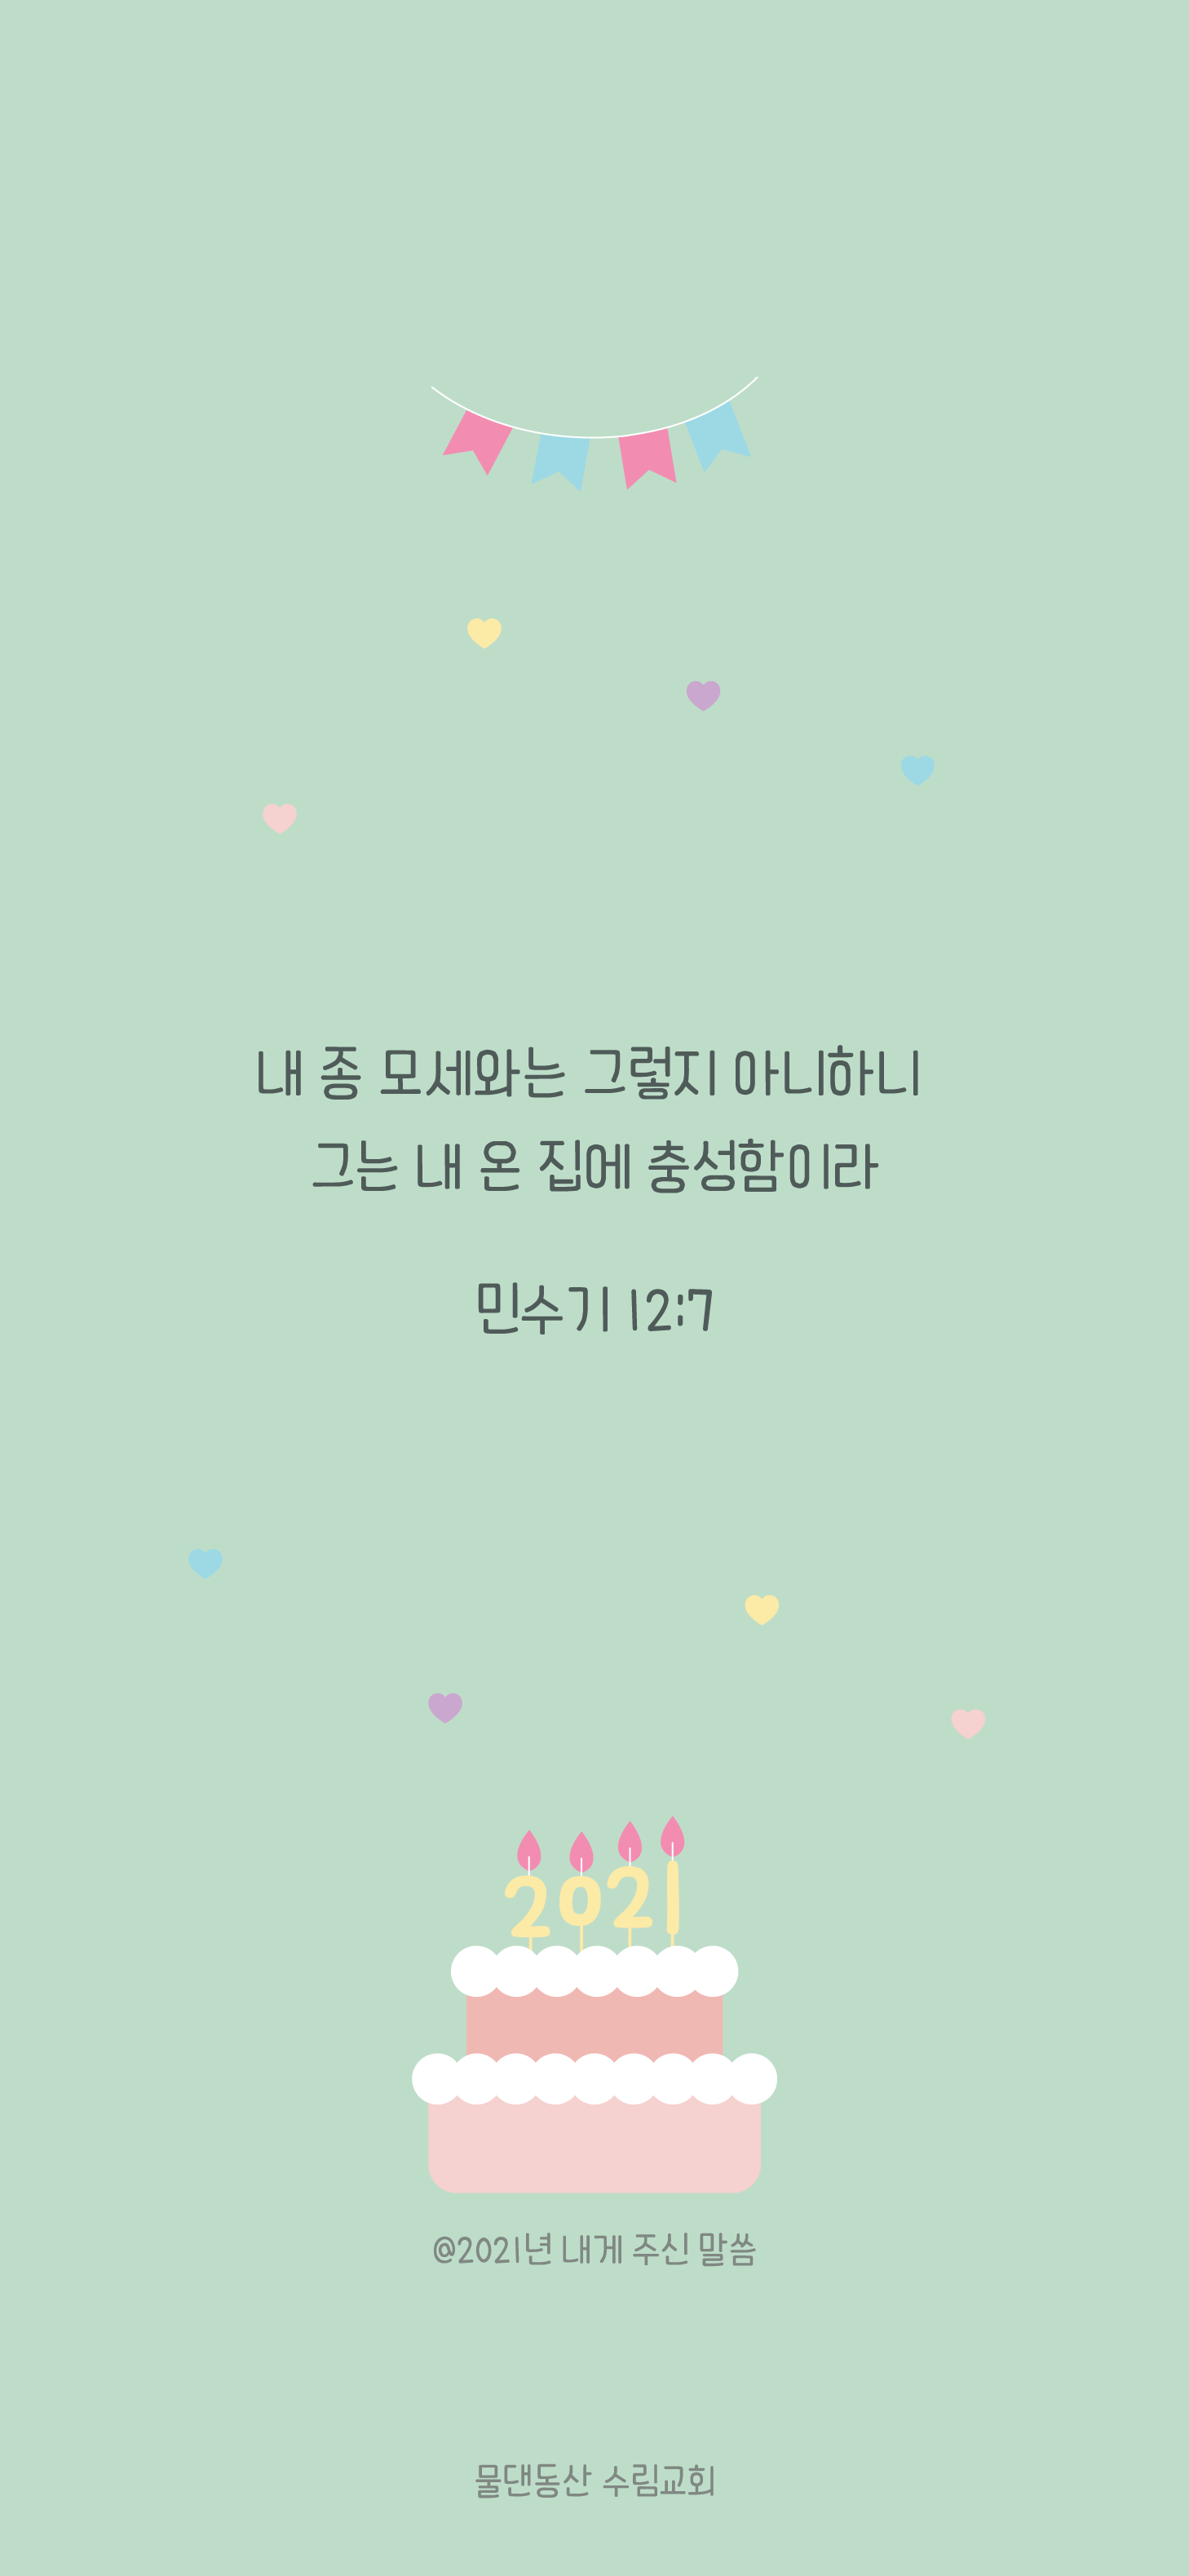 내 종 모세와는 그렇지 아니하니
그는 내 온 집에 충성함이라
민수기 12:7
2021
@2021년 내게 주신 말씀
물댄동산 수림교회